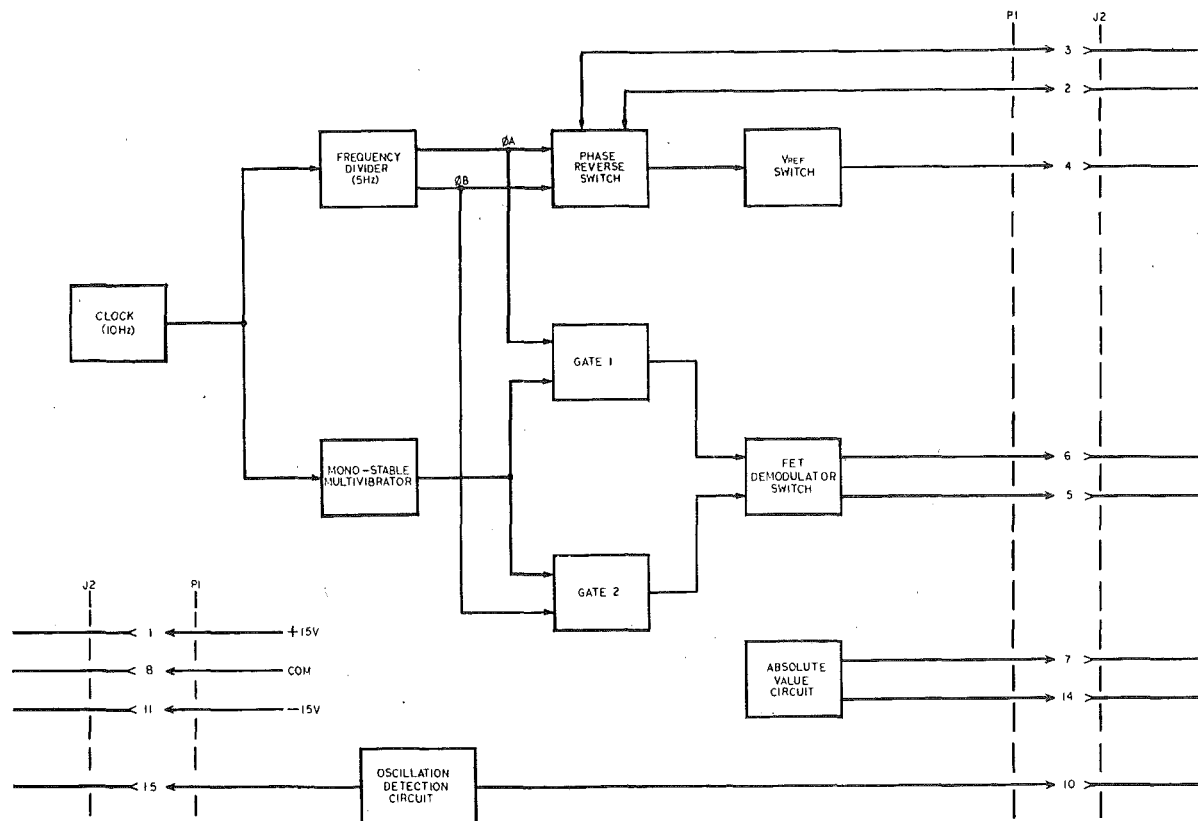 P1
J2
3
2
ØA
FREQUENCY
DIVIDER
(5Hz)
PHASE
REVERSE
SWITCH
VREF
SWITCH
4
ØB
CLOCK
(10Hz)
GATE 1
MONO-STABLE
MULTIVIBRATOR
FET
DEMODULATOR
SWITCH
6
5
GATE 2
J2
P1
1
+15V
8
COM
11
-15V
ABSOLUTE
VALUE
CIRCUIT
7
14
15
OSCILLATION
DETECTION
CIRCUIT
10